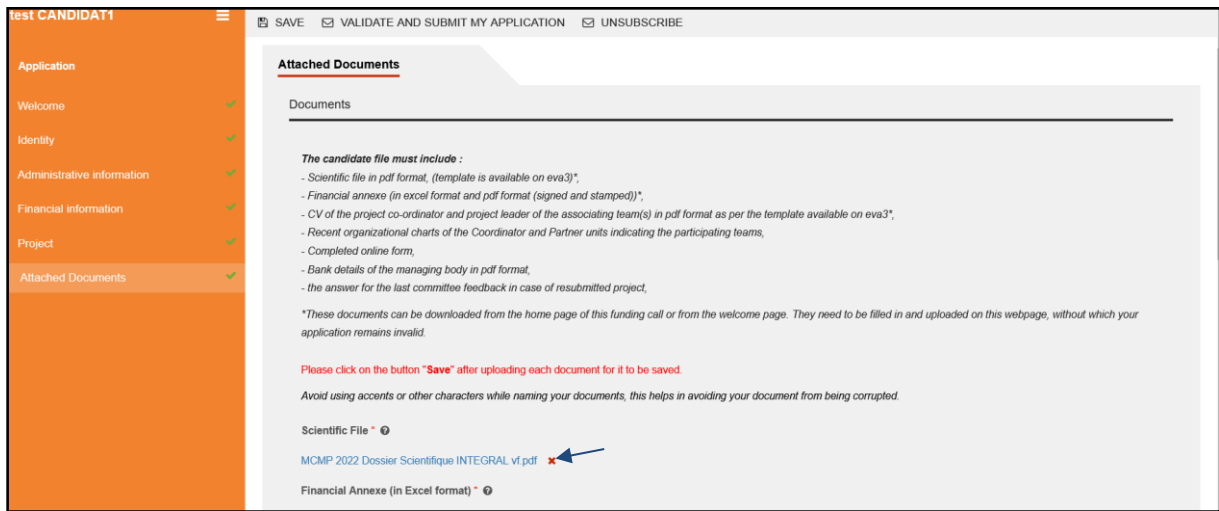 test CANDIDAT1
SAVE VALIDATE AND SUBMIT MY APPLICATION UNSUBSCRIBE
Application
Welcome
Identity
Administrative information
Financial information
Project
Attached Documents
Attached Documents
Documents
The candidate file must include :
- Scientific file in pdf format, (template is available on eva3)*,
- Financial annexe (in excel format and pdf format (signed and stamped))*,
- CV of the project co-ordinator and project leader of the associating team(s) in pdf format as per the template available on eva3*,
- Recent organizational charts of the Coordinator and Partner units indicating the participating teams,
- Completed online form,
- Bank details of the managing body in pdf format,
- the answer for the last committee feedback in case of resubmitted project,
*These documents can be downloaded from the home page of this funding call or from the welcome page. They need to be filled in and uploaded on this webpage, without which your
application remains invalid.
Please click on the button "Save" after uploading each document for it to be saved.
Avoid using accents or other characters while naming your documents, this helps in avoiding your document from being corrupted.
Scientific File *
MCMP 2022 Dossier Scientifique INTEGRAL vf.pdf
Financial Annexe (in Excel format) *